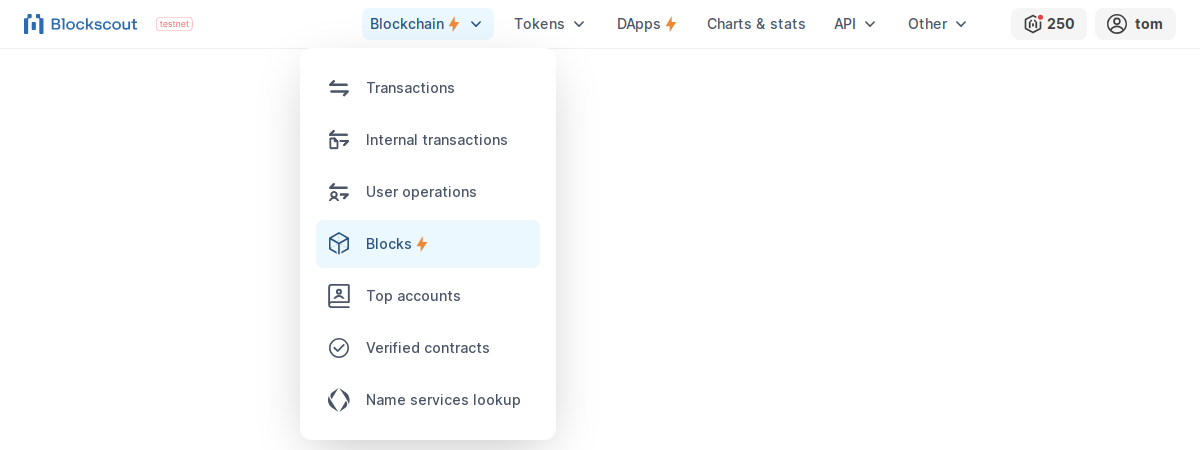 Blockscout testnet Blockchain Tokens DApps Charts & stats API Other 250 tom
Transactions
Internal transactions
User operations
Blocks
Top accounts
Verified contracts
Name services lookup